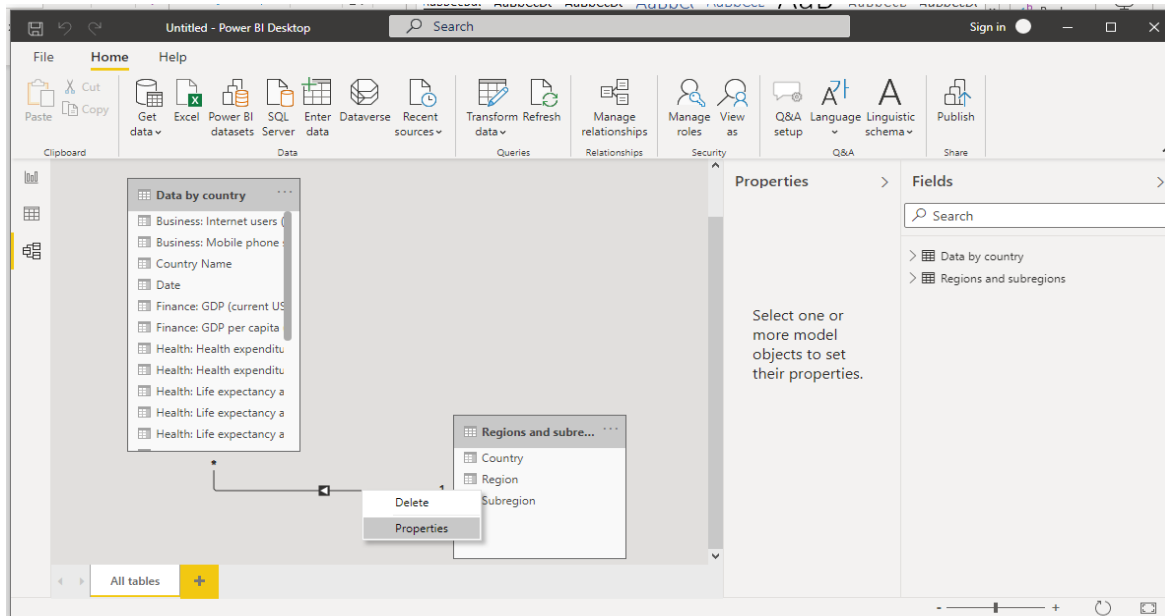 Untitled - Power BI Desktop
Search
Sign in
File Home Help
Paste
Cut
Copy
Get data
Excel
Power BI datasets
SQL Server
Enter data
Dataverse
Recent sources
Transform data
Refresh
Manage relationships
Manage roles
View as
Q&A setup
Language
Linguistic schema
Publish
Clipboard
Data
Queries
Relationships
Security
Q&A
Share
Data by country ...
Business: Internet users (
Business: Mobile phone
Country Name
Date
Finance: GDP (current US
Finance: GDP per capita
Health: Health expenditu
Health: Health expenditu
Health: Life expectancy a
Health: Life expectancy a
Health: Life expectancy a
*
1
Regions and subre... ...
Country
Region
Subregion
Delete
Properties
Properties
Select one or
more model
objects to set
their properties.
Fields
Search
Data by country
Regions and subregions
All tables
+
- +